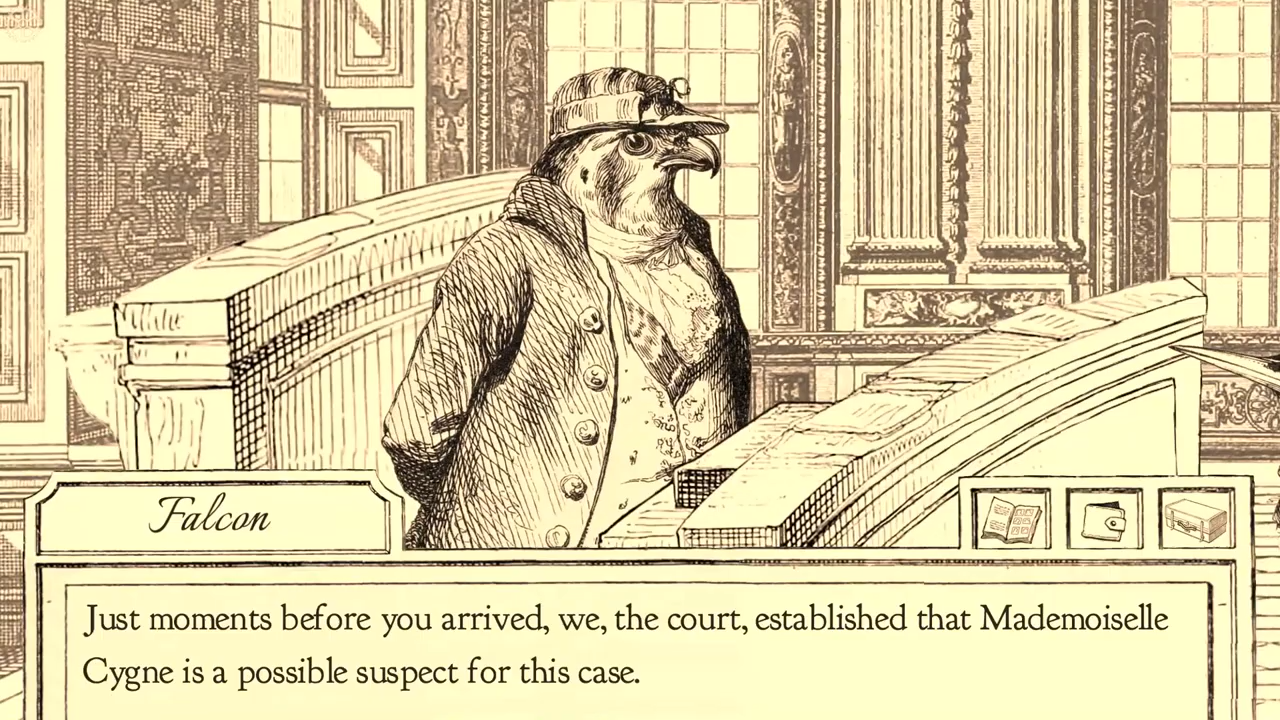 Falcon
Just moments before you arrived, we, the court, established that Mademoiselle
Cygne is a possible suspect for this case.